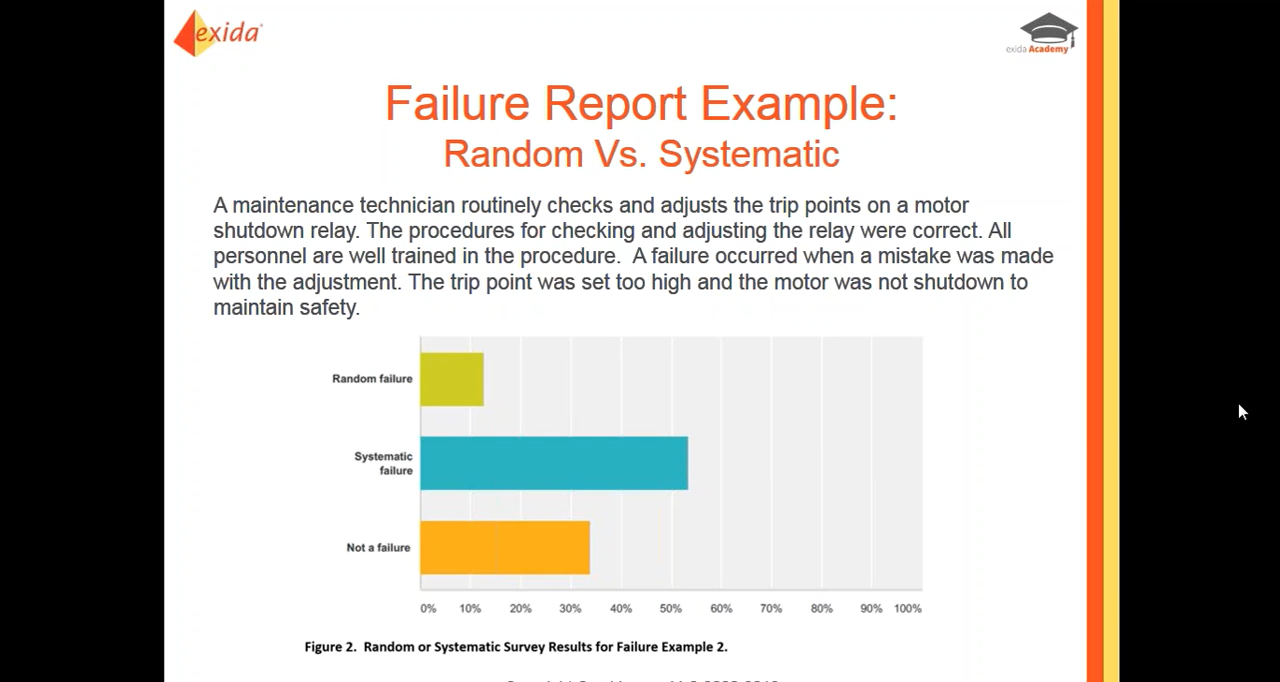 exida
exida Academy
Failure Report Example:
Random Vs. Systematic
A maintenance technician routinely checks and adjusts the trip points on a motor
shutdown relay. The procedures for checking and adjusting the relay were correct. All
personnel are well trained in the procedure.  A failure occurred when a mistake was made
with the adjustment. The trip point was set too high and the motor was not shutdown to
maintain safety.
Random failure
Systematic
failure
Not a failure
0% 10% 20% 30% 40% 50% 60% 70% 80% 90% 100%
Figure 2.  Random or Systematic Survey Results for Failure Example 2.